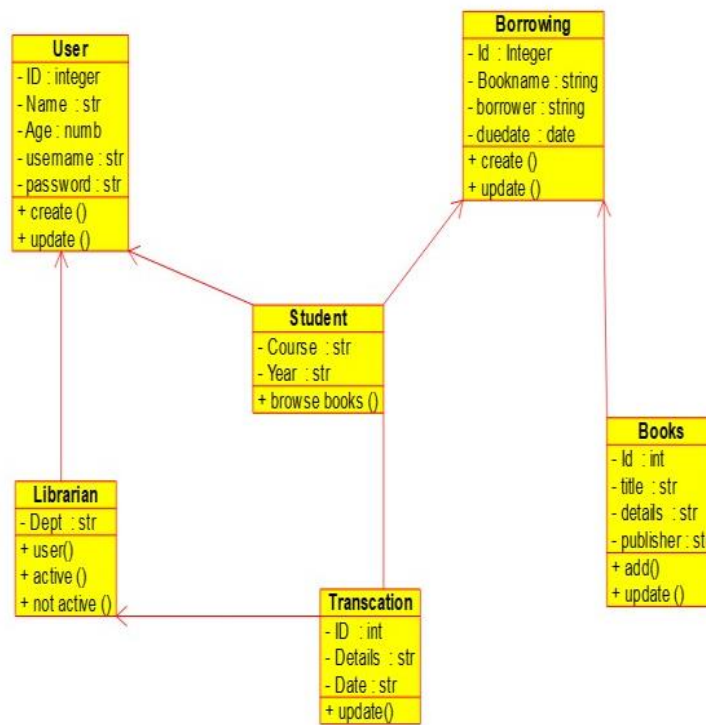 User
- ID : integer
- Name : str
- Age : numb
- username : str
- password : str
+ create ()
+ update ()
Borrowing
- Id : Integer
- Bookname : string
- borrower : string
- duedate : date
+ create ()
+ update ()
Student
- Course : str
- Year : str
+ browse books ()
Books
- Id : int
- title : str
- details : str
- publisher : st
+ add()
+ update ()
Librarian
- Dept : str
+ user()
+ active ()
+ not active ()
Transcation
- ID : int
- Details : str
- Date : str
+ update()